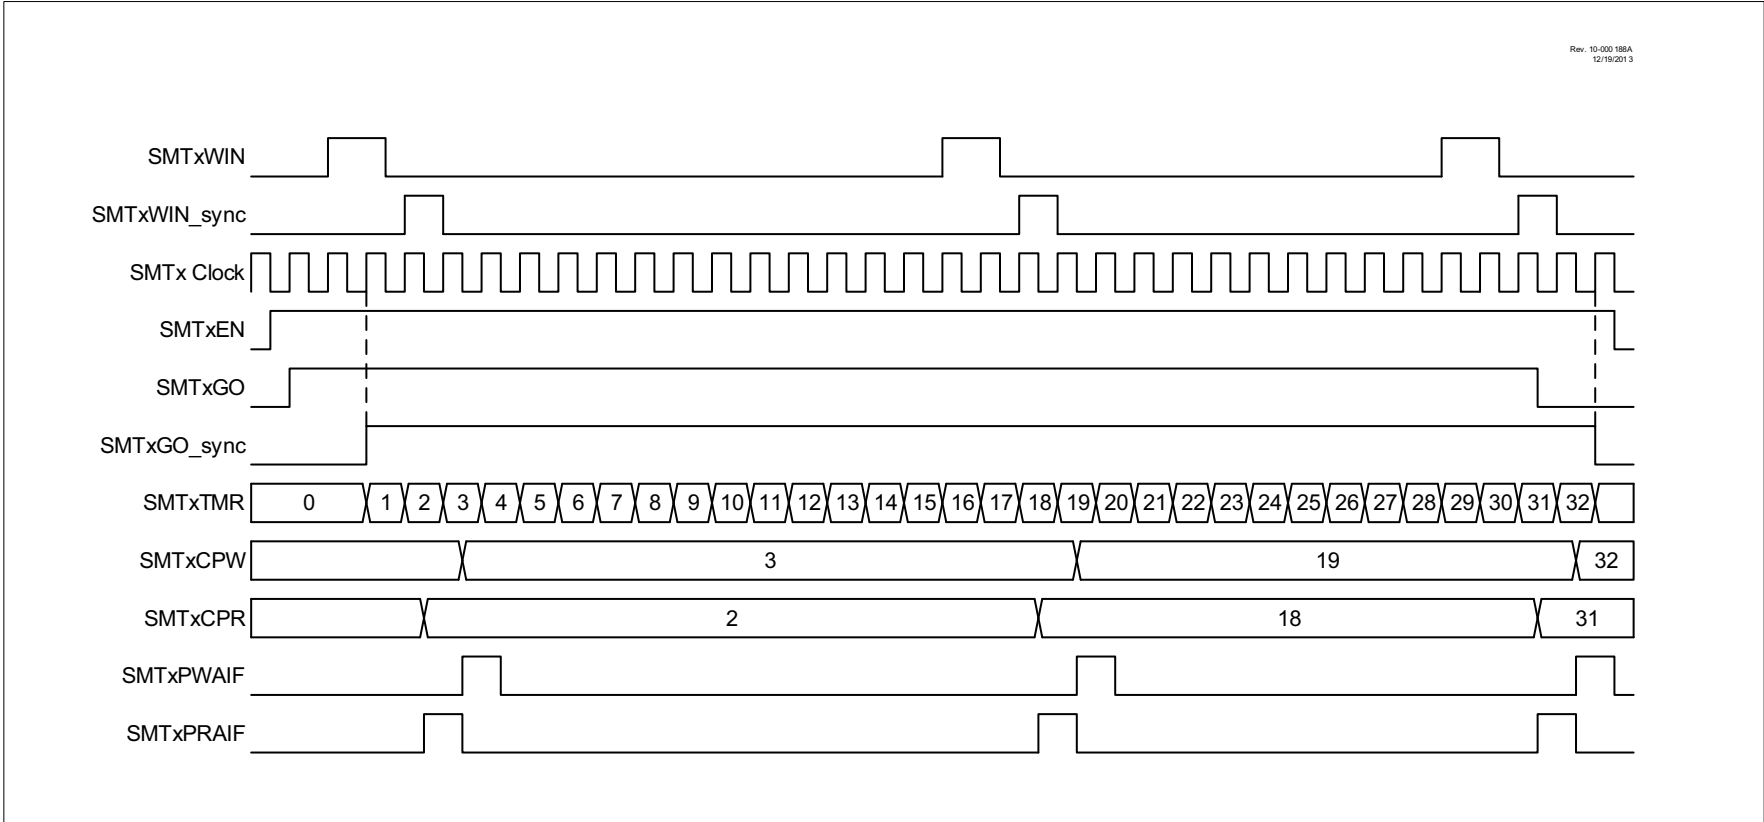 Rev. 10-000 188A
12/19/201 3
SMTxWIN
SMTxWIN_sync
SMTx Clock
SMTxEN
SMTxGO
SMTxGO_sync
SMTxTMR 0 1 2 3 4 5 6 7 8 9 10 11 12 13 14 15 16 17 18 19 20 21 22 23 24 25 26 27 28 29 30 31 32
SMTxCPW 3 19 32
SMTxCPR 2 18 31
SMTxPWAIF
SMTxPRAIF